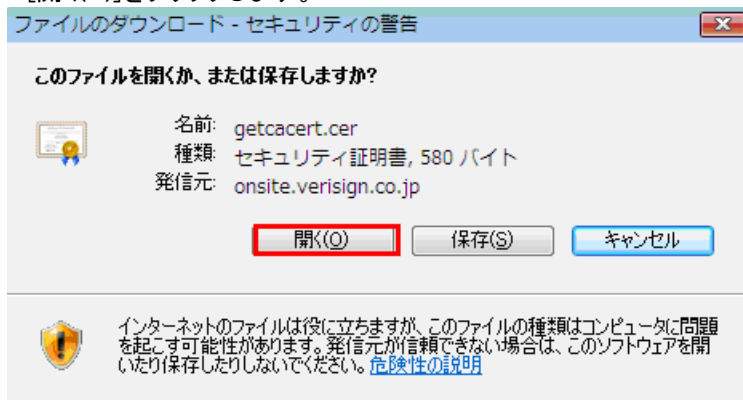 ファイルのダウンロード - セキュリティの警告
このファイルを開くか、または保存しますか?
名前: getcacert.cer
種類: セキュリティ証明書, 580 バイト
発信元: onsite.verisign.co.jp
開く(O) 保存(S) キャンセル
インターネットのファイルは役に立ちますが、このファイルの種類はコンピュータに問題
を起こす可能性があります。発信元が信頼できない場合は、このソフトウェアを開
いたり保存したりしないでください。危険性の説明